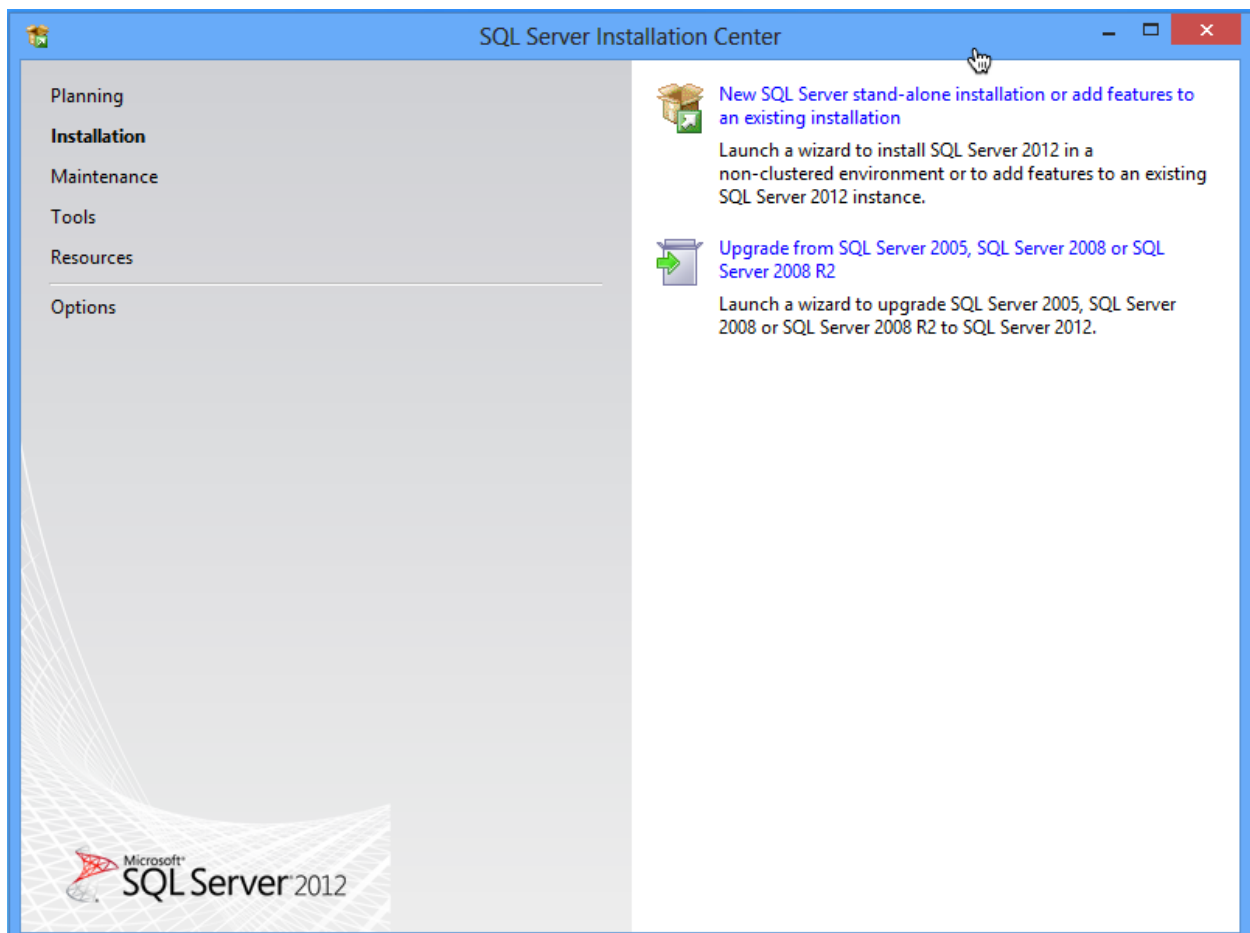 SQL Server Installation Center
Planning
Installation
Maintenance
Tools
Resources
Options
New SQL Server stand-alone installation or add features to
an existing installation
Launch a wizard to install SQL Server 2012 in a
non-clustered environment or to add features to an existing
SQL Server 2012 instance.
Upgrade from SQL Server 2005, SQL Server 2008 or SQL
Server 2008 R2
Launch a wizard to upgrade SQL Server 2005, SQL Server
2008 or SQL Server 2008 R2 to SQL Server 2012.
Microsoft®
SQL Server® 2012